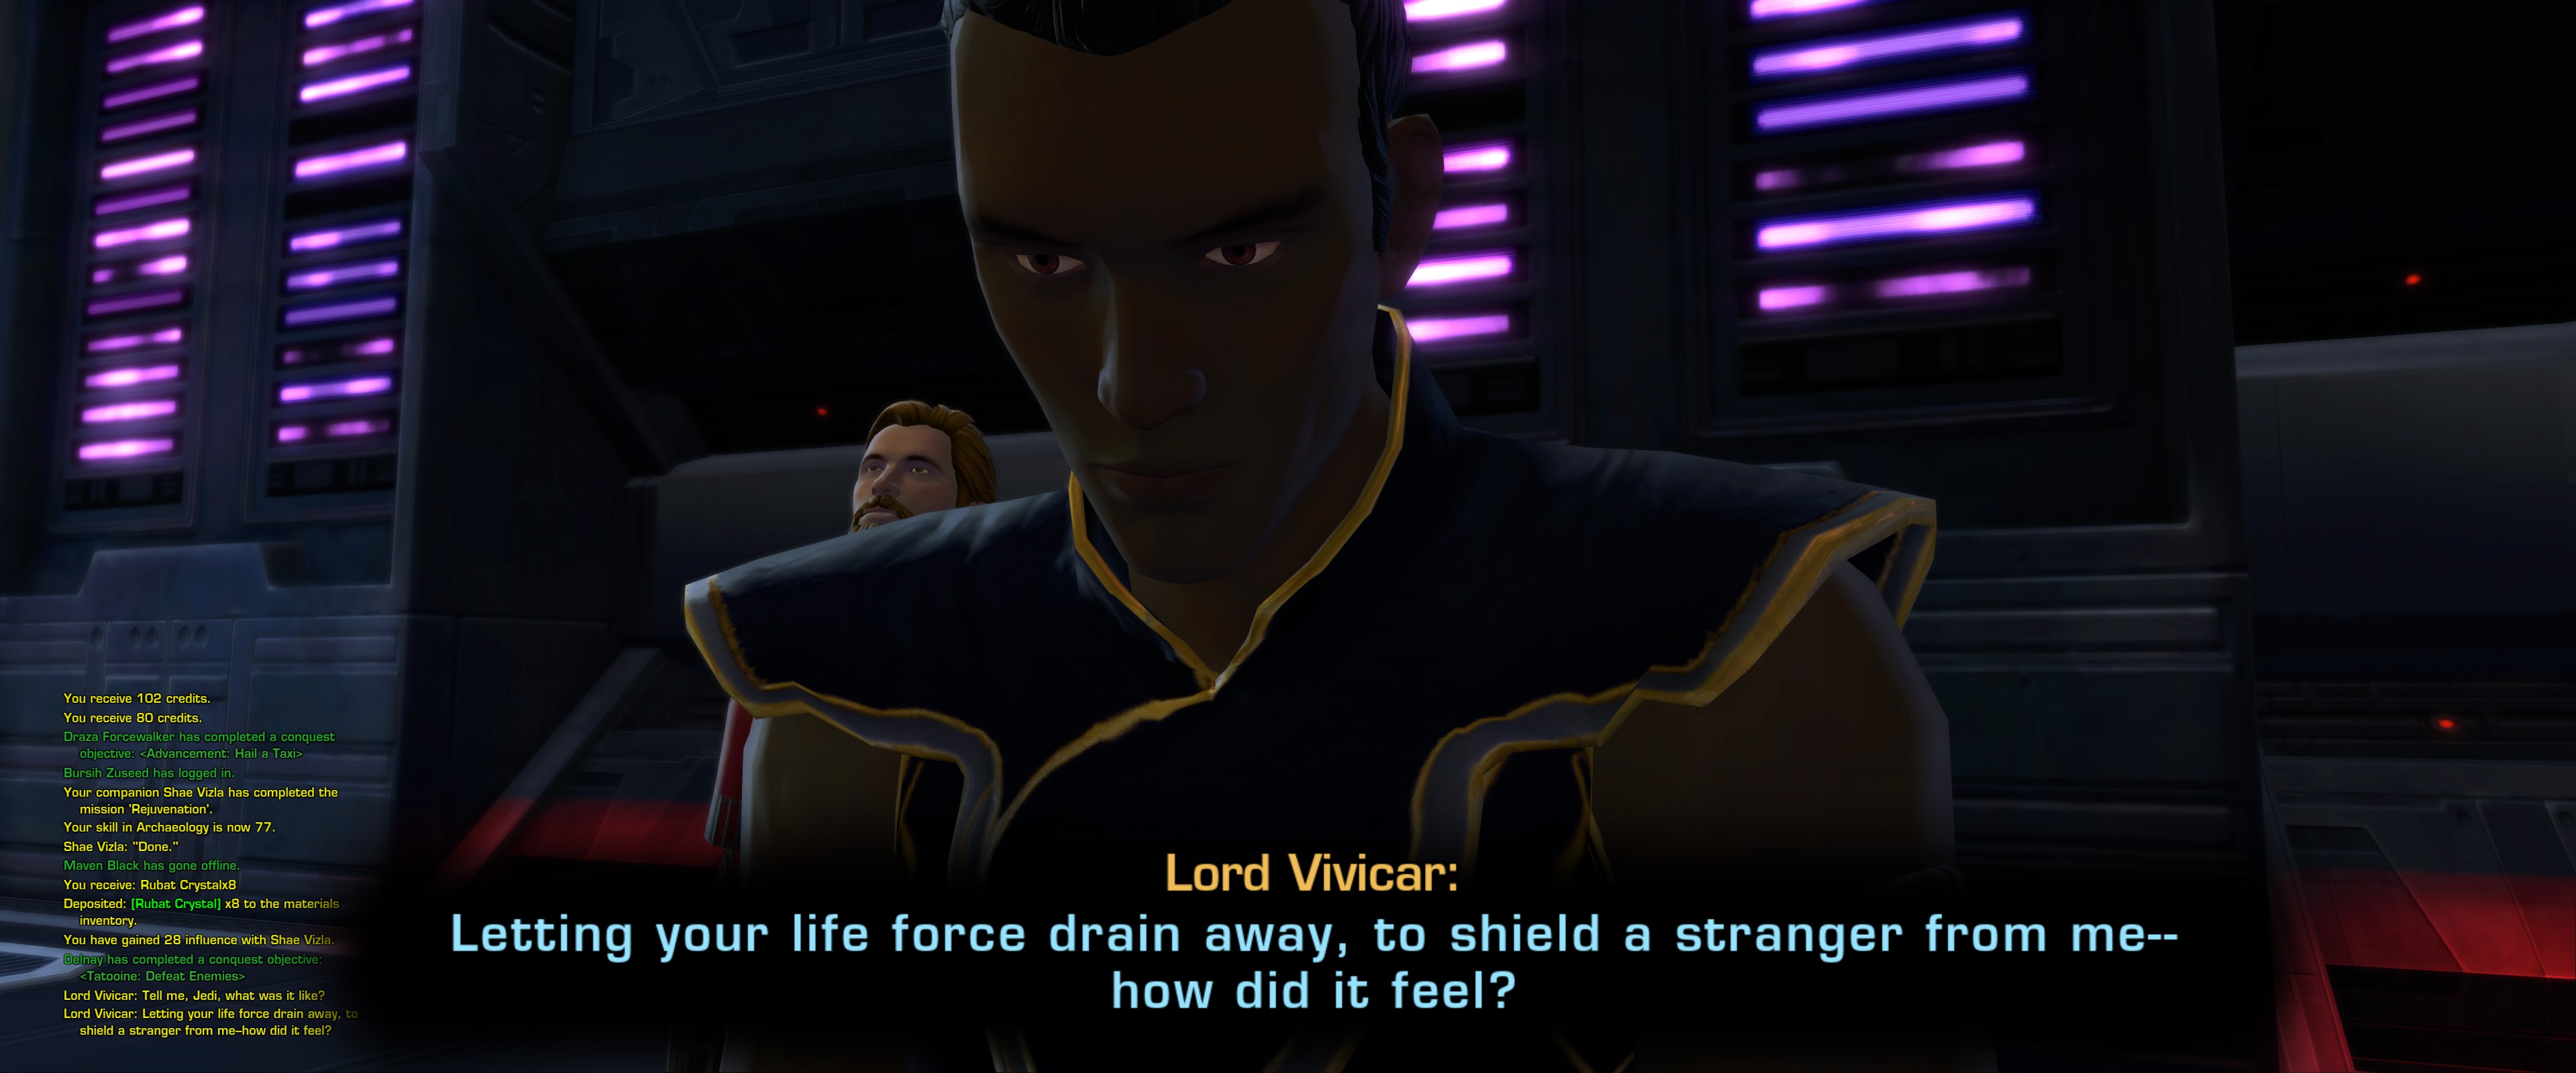 You receive 102 credits.
You receive 80 credits.
Draza Forcewalker has completed a conquest
objective: <Advancement: Hail a Taxi>
Bursih Zuseed has logged in.
Your companion Shae Vizla has completed the
mission 'Rejuvenation'.
Your skill in Archaeology is now 77.
Shae Vizla: "Done."
Maven Black has gone offline.
You receive: Rubat Crystalx8
Deposited: [Rubat Crystal] x8 to the materials
inventory.
You have gained 28 influence with Shae Vizla.
Delnay has completed a conquest objective:
<Tatooine: Defeat Enemies>
Lord Vivicar: Tell me, Jedi, what was it like?
Lord Vivicar: Letting your life force drain away, to
shield a stranger from me--how did it feel?
Lord Vivicar:
Letting your life force drain away, to shield a stranger from me--
how did it feel?